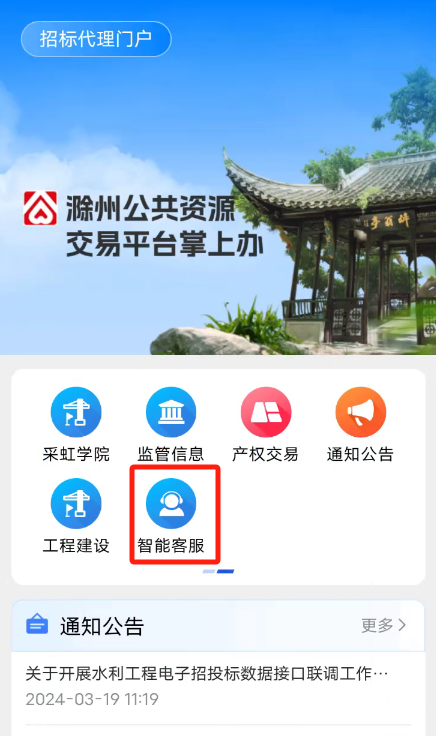 招标代理门户
滁州公共资源
交易平台掌上办
采虹学院 监管信息 产权交易 通知公告
工程建设 智能客服
通知公告 更多
关于开展水利工程电子招投标数据接口联调工作…
2024-03-19 11:19